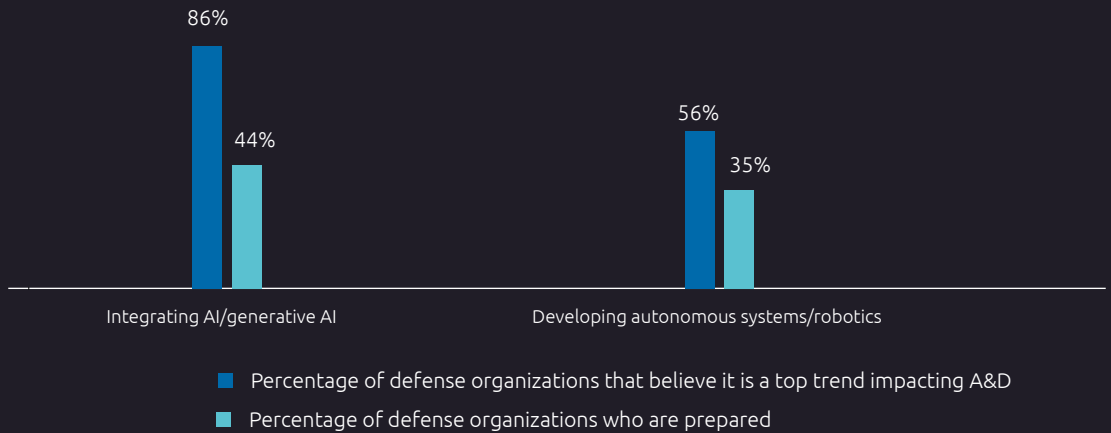 86%
44%
56%
35%
Integrating AI/generative AI
Developing autonomous systems/robotics
Percentage of defense organizations that believe it is a top trend impacting A&D
Percentage of defense organizations who are prepared